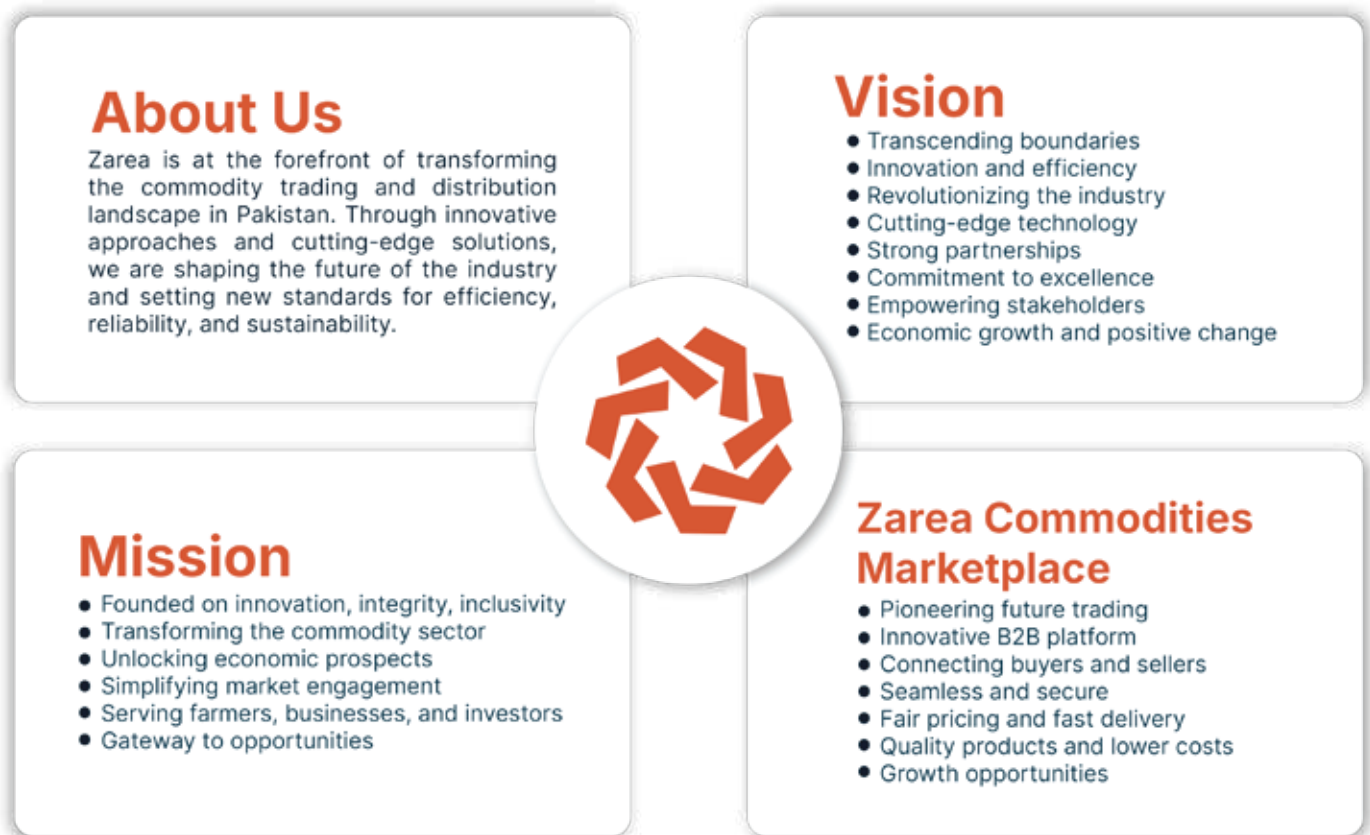 About Us
Zarea is at the forefront of transforming
the commodity trading and distribution
landscape in Pakistan. Through innovative
approaches and cutting-edge solutions,
we are shaping the future of the industry
and setting new standards for efficiency,
reliability, and sustainability.
Vision
● Transcending boundaries
● Innovation and efficiency
● Revolutionizing the industry
● Cutting-edge technology
● Strong partnerships
● Commitment to excellence
● Empowering stakeholders
● Economic growth and positive change
Mission
● Founded on innovation, integrity, inclusivity
● Transforming the commodity sector
● Unlocking economic prospects
● Simplifying market engagement
● Serving farmers, businesses, and investors
● Gateway to opportunities
Zarea Commodities
Marketplace
● Pioneering future trading
● Innovative B2B platform
● Connecting buyers and sellers
● Seamless and secure
● Fair pricing and fast delivery
● Quality products and lower costs
● Growth opportunities